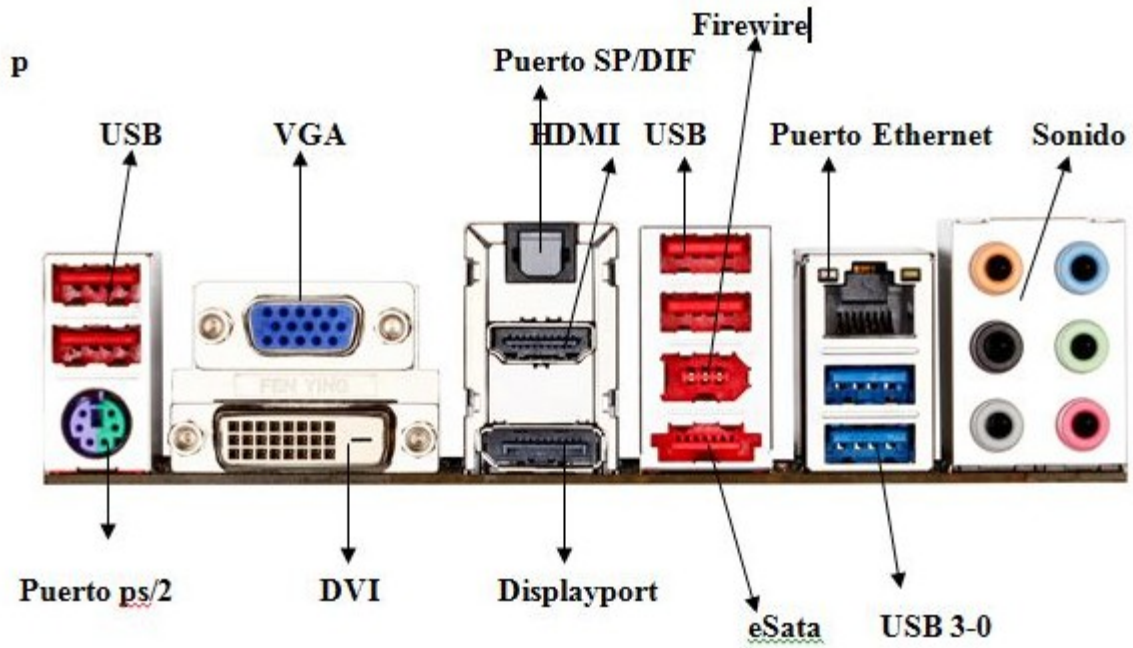 Firewire
p
Puerto SP/DIF
USB
VGA
HDMI
USB
Puerto Ethernet
Sonido
FEN YING
Puerto ps/2
DVI
Displayport
eSata
USB 3-0